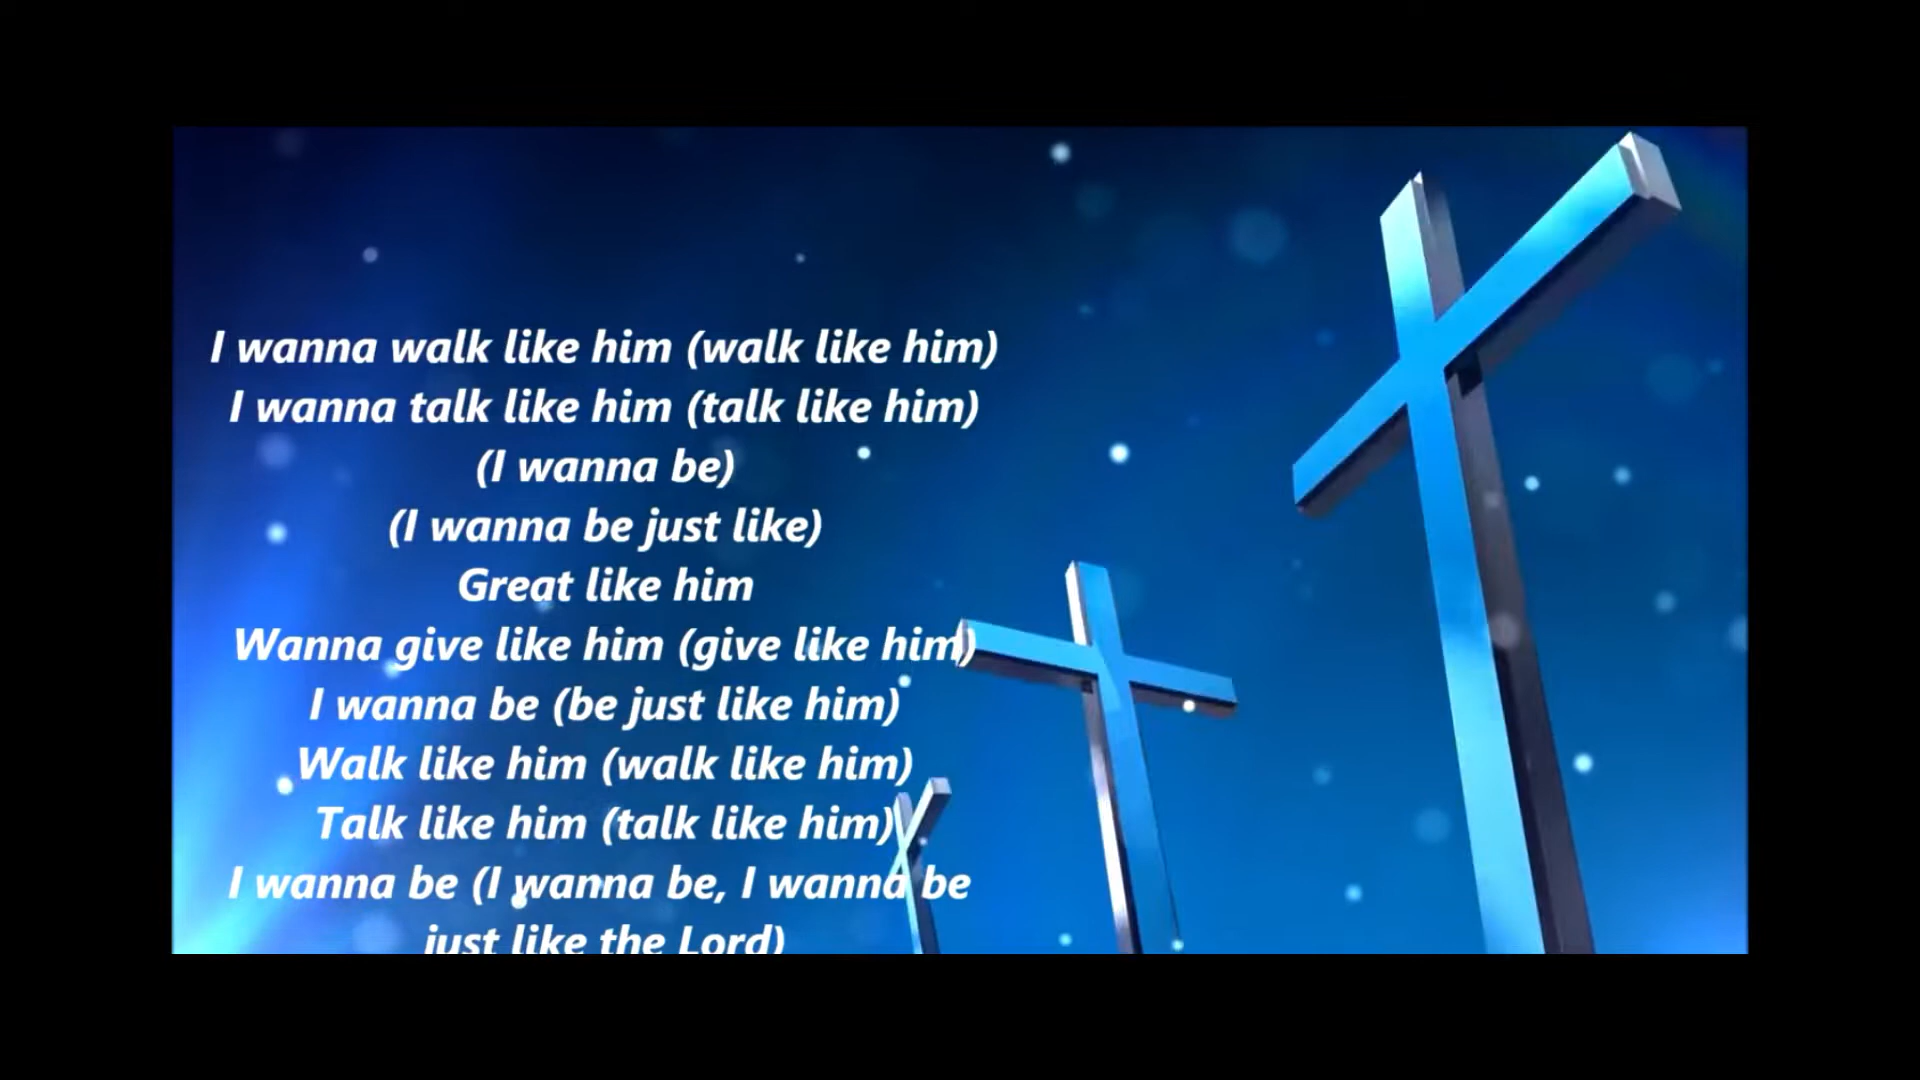 I wanna walk like him (walk like him)
I wanna talk like him (talk like him)
(I wanna be)
(I wanna be just like)
Great like him
Wanna give like him (give like him)
I wanna be (be just like him)
Walk like him (walk like him)
Talk like him (talk like him)
I wanna be (I wanna be, I wanna be
just like the Lord)